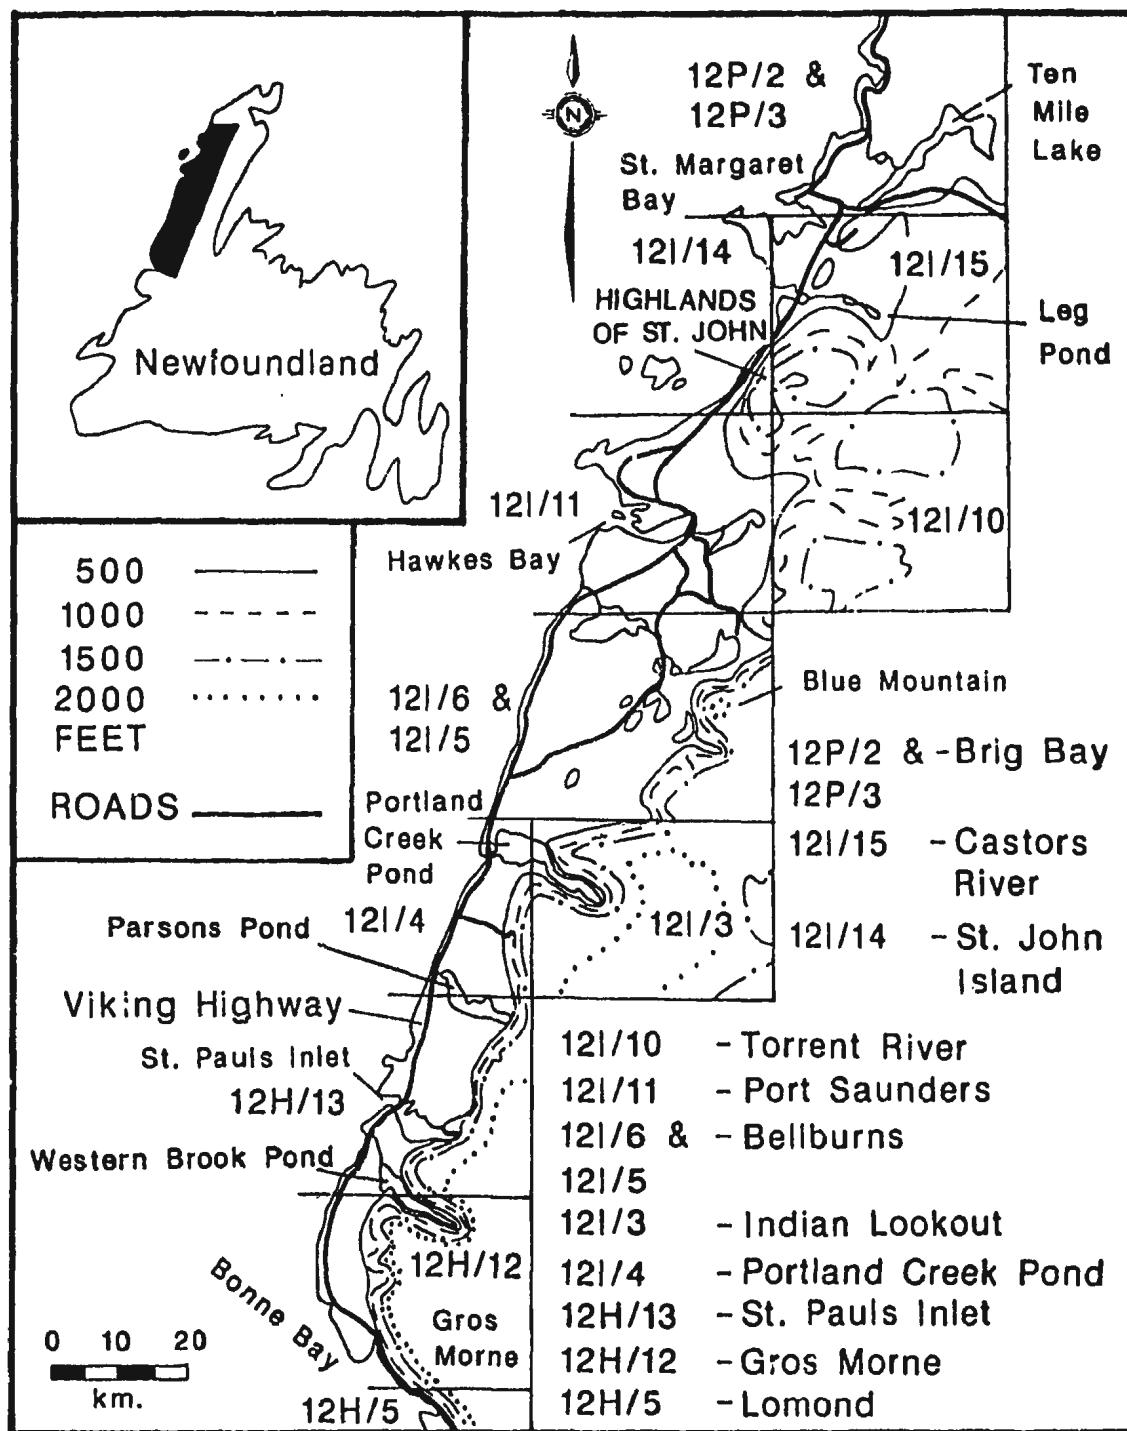 Newfoundland
N
12P/2 &
12P/3
St. Margaret
Bay
Ten
Mile
Lake
12I/14
12I/15
HIGHLANDS
OF ST. JOHN
Leg
Pond
12I/11
12I/10
Hawkes Bay
500
1000
1500
2000
FEET
ROADS
12I/6 &
12I/5
Blue Mountain
Portland
Creek
Pond
12I/4
12I/3
Parsons Pond
Viking Highway
St. Pauls Inlet
12H/13
Western Brook Pond
12H/12
Bonne Bay
Gros
Morne
0 10 20
km.
12H/5
12P/2 & - Brig Bay
12P/3
12I/15 - Castors
River
12I/14 - St. John
Island
12I/10 - Torrent River
12I/11 - Port Saunders
12I/6 & - Bellburns
12I/5
12I/3 - Indian Lookout
12I/4 - Portland Creek Pond
12H/13 - St. Pauls Inlet
12H/12 - Gros Morne
12H/5 - Lomond